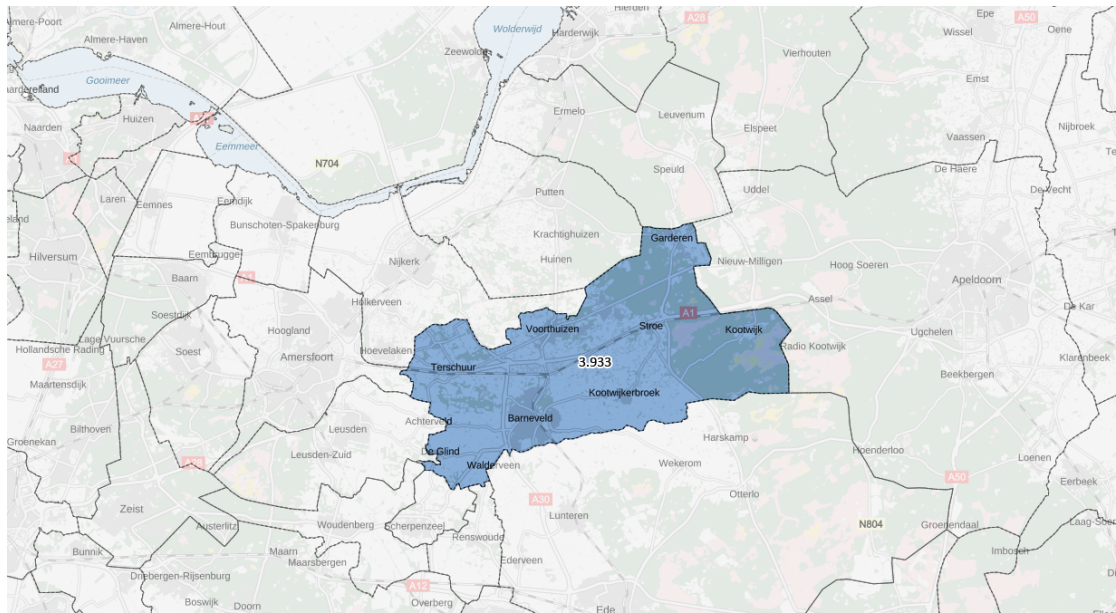 Almere-Hout
Wolderwijd
Hierden
A28
Epe
A50
Oene
Almere-Haven
Zeewolde
Harderwijk
Vierhouten
Wissel
Gooimeer
Emst
Huizen
Ermelo
Leuvenum
Naarden
Elspeet
Nijbroek
Eemmeer
Vaassen
N704
Speuld
De Haere
Laren
Eemnes
Eemdijk
Putten
Uddel
De Vecht
Bunschoten-Spakenburg
Krachtighuizen
Garderen
Hilversum
Eembrugge
Nijkerk
Huinen
Nieuw-Milligen
Hoog Soeren
Baarn
Apeldoorn
Holkerveen
Assel
De Kar
Soestdijk
A1
Hoogland
Voorthuizen
Stroe
Kootwijk
Ugchelen
Lage Vuursche
Hollandsche Rading
Soest
Hoevelaken
Radio Kootwijk
Amersfoort
Klarenbeek
A27
Terschuur
3.933
Beekbergen
Maartensdijk
Kootwijkerbroek
Achterveld
Barneveld
Bilthoven
Leusden
Groenekan
Harskamp
De Glind
Hoenderloo
Leusden-Zuid
Walderveen
Wekerom
Loenen
A28
A50
Eerbeek
Otterlo
A30
Zeist
Lunteren
Austerlitz
Woudenberg
Scherpenzeel
N804
Groenendaal
Renswoude
Bunnik
Maarn
Maarsbergen
Ederveen
Imbosch
Driebergen-Rijsenburg
A12
Boswijk
Doorn
Overberg
Ede